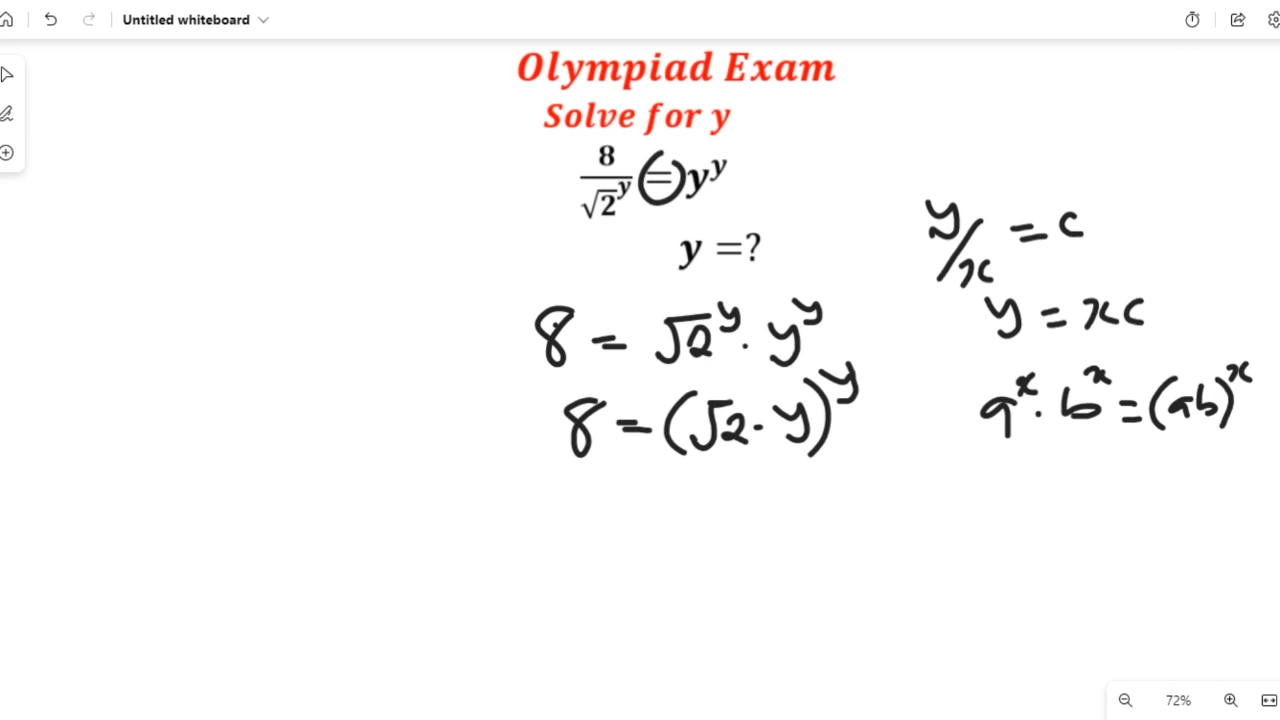 Untitled whiteboard
Olympiad Exam
Solve for y
8/√2^y = y^y
y =?
8 = √2^y · y^y
8 = (√2 · y)^y
y/x = c
y = xc
a^x · b^x = (ab)^x
72%